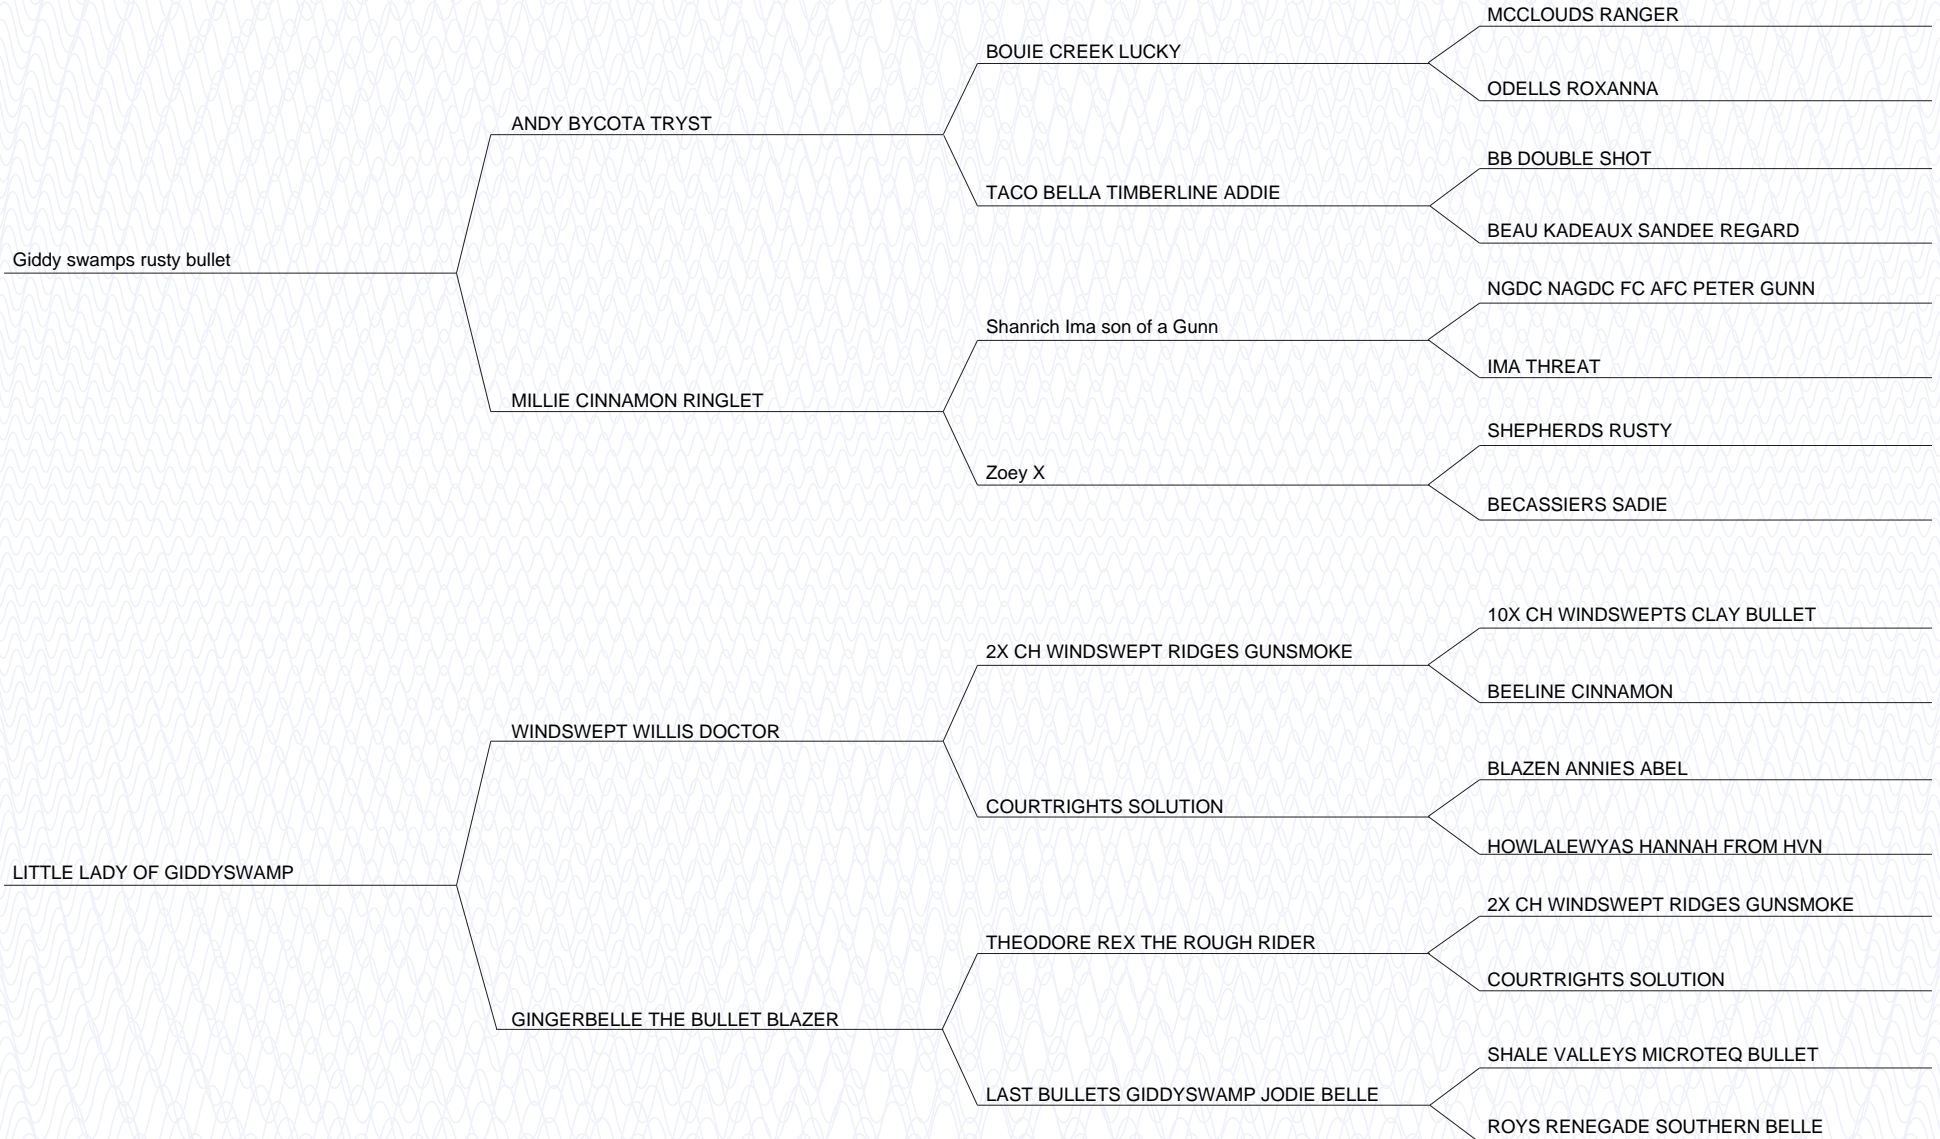 MCCLOUDS RANGER
BOUIE CREEK LUCKY
ODELLS ROXANNA
ANDY BYCOTA TRYST
BB DOUBLE SHOT
TACO BELLA TIMBERLINE ADDIE
BEAU KADEAUX SANDEE REGARD
Giddy swamps rusty bullet
NGDC NAGDC FC AFC PETER GUNN
Shanrich Ima son of a Gunn
IMA THREAT
MILLIE CINNAMON RINGLET
SHEPHERDS RUSTY
Zoey X
BECASSIERS SADIE
10X CH WINDSWEPTS CLAY BULLET
2X CH WINDSWEPT RIDGES GUNSMOKE
BEELINE CINNAMON
WINDSWEPT WILLIS DOCTOR
BLAZEN ANNIES ABEL
COURTRIGHTS SOLUTION
HOWLALEWYAS HANNAH FROM HVN
LITTLE LADY OF GIDDYSWAMP
2X CH WINDSWEPT RIDGES GUNSMOKE
THEODORE REX THE ROUGH RIDER
COURTRIGHTS SOLUTION
GINGERBELLE THE BULLET BLAZER
SHALE VALLEYS MICROTEQ BULLET
LAST BULLETS GIDDYSWAMP JODIE BELLE
ROYS RENEGADE SOUTHERN BELLE